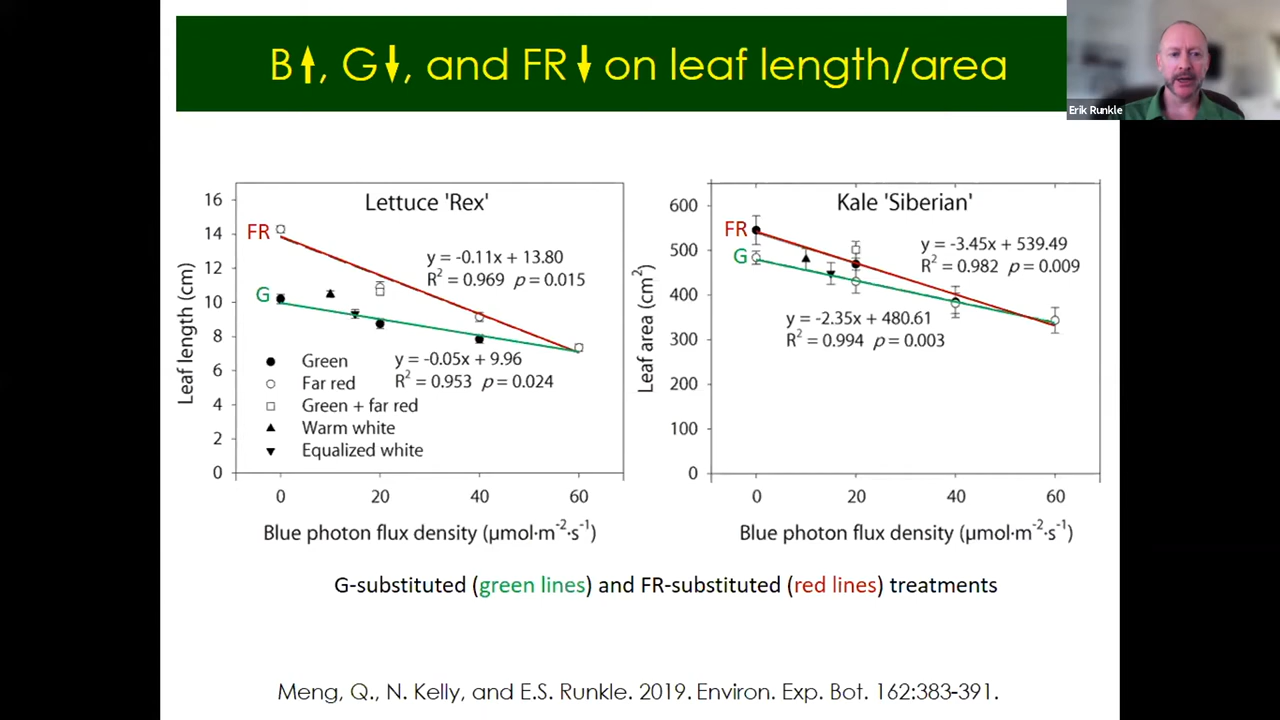 B↑, G↓, and FR↓ on leaf length/area
Erik Runkle
Lettuce 'Rex'
16
14
12
10
8
6
4
2
0
Leaf length (cm)
FR
G
y = -0.11x + 13.80
R² = 0.969 p = 0.015
y = -0.05x + 9.96
R² = 0.953 p = 0.024
Green
Far red
Green + far red
Warm white
Equalized white
0 20 40 60
Blue photon flux density (µmol·m⁻²·s⁻¹)
Kale 'Siberian'
600
500
400
300
200
100
0
Leaf area (cm²)
FR
G
y = -3.45x + 539.49
R² = 0.982 p = 0.009
y = -2.35x + 480.61
R² = 0.994 p = 0.003
0 20 40 60
Blue photon flux density (µmol·m⁻²·s⁻¹)
G-substituted (green lines) and FR-substituted (red lines) treatments
Meng, Q., N. Kelly, and E.S. Runkle. 2019. Environ. Exp. Bot. 162:383-391.